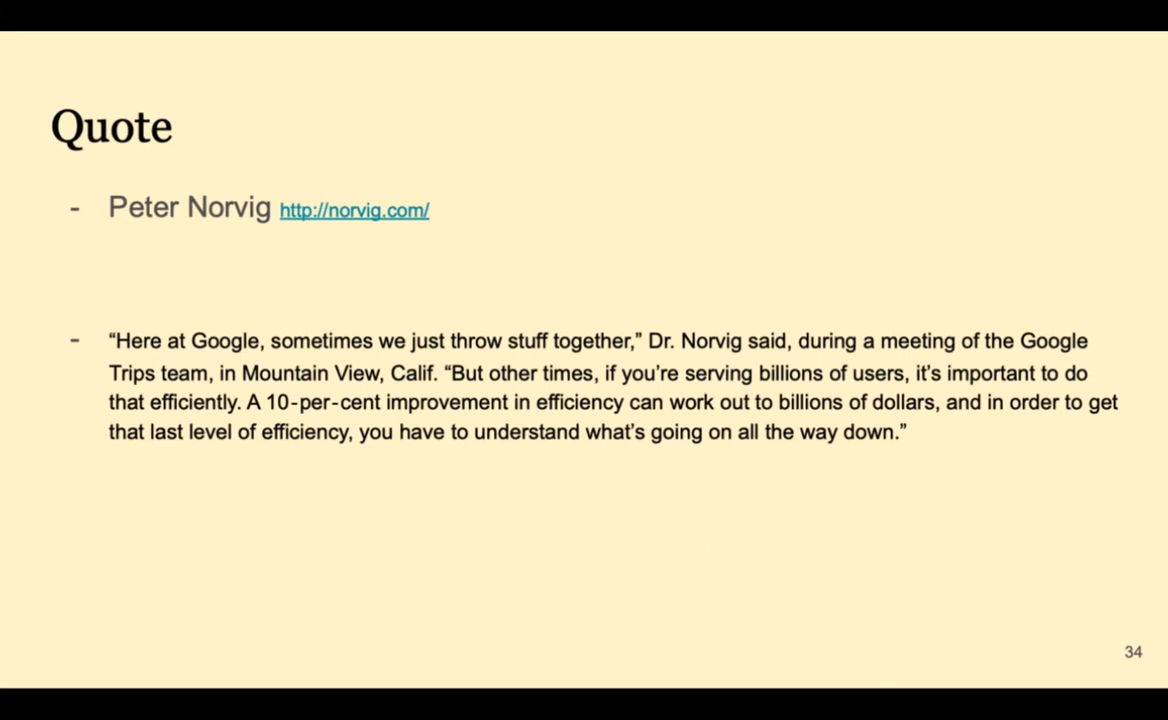 Quote
- Peter Norvig http://norvig.com/
- “Here at Google, sometimes we just throw stuff together,” Dr. Norvig said, during a meeting of the Google
Trips team, in Mountain View, Calif. “But other times, if you’re serving billions of users, it’s important to do
that efficiently. A 10-per-cent improvement in efficiency can work out to billions of dollars, and in order to get
that last level of efficiency, you have to understand what’s going on all the way down.”
34